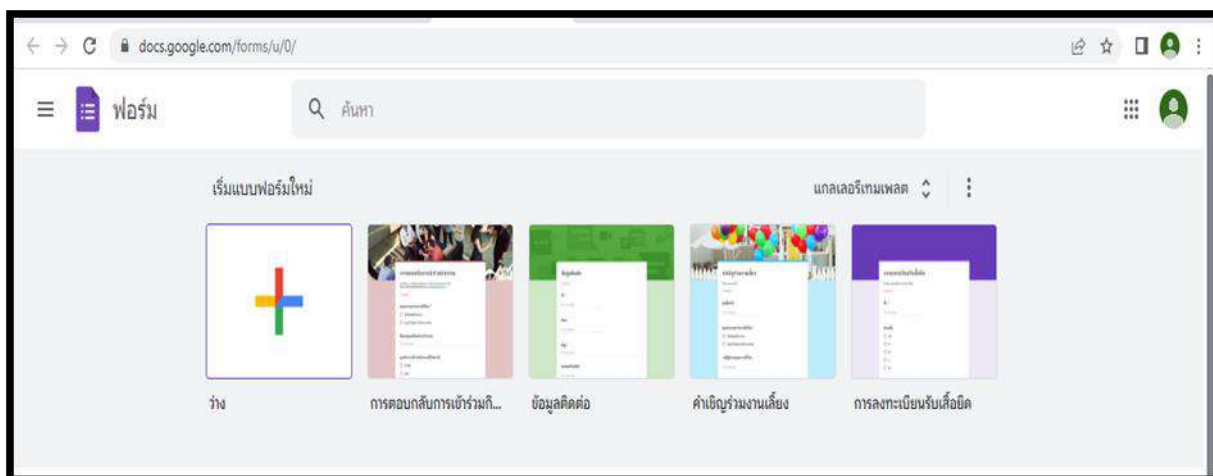 docs.google.com/forms/u/0/
ฟอร์ม
ค้นหา
เริ่มแบบฟอร์มใหม่
แกลเลอรีเทมเพลต
ว่าง
การตอบกลับการเข้าร่วมกิ...
ข้อมูลติดต่อ
คำเชิญร่วมงานเลี้ยง
การลงทะเบียนรับเสื้อยืด